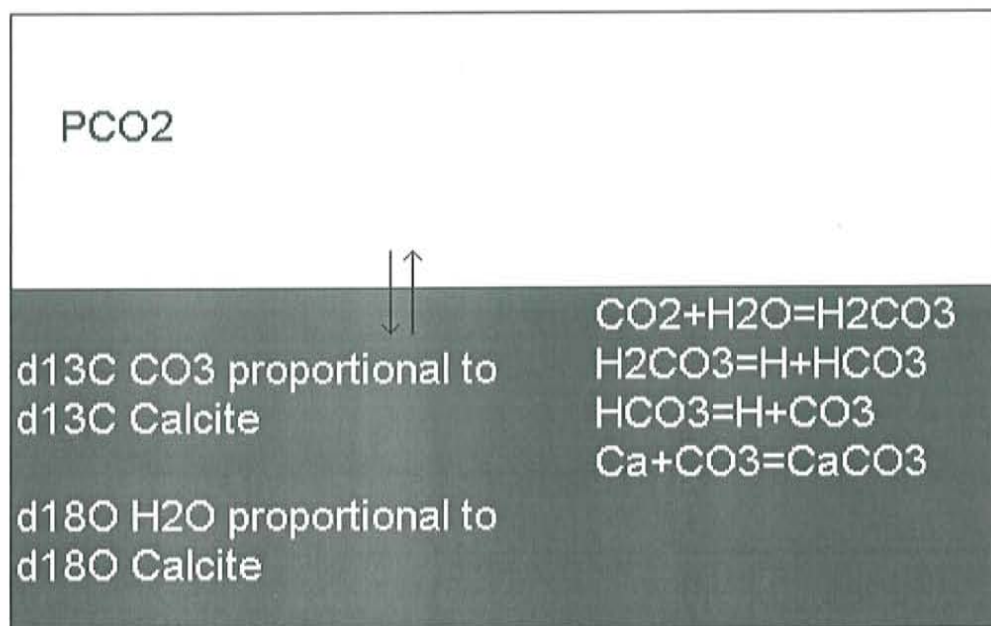 PCO2
d13C CO3 proportional to
d13C Calcite
d18O H2O proportional to
d18O Calcite
CO2+H2O=H2CO3
H2CO3=H+HCO3
HCO3=H+CO3
Ca+CO3=CaCO3